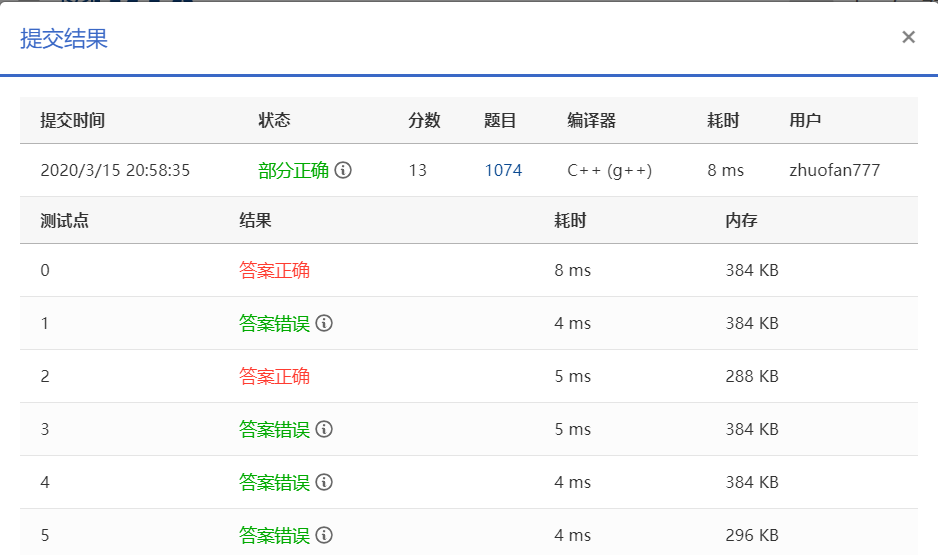 提交结果
提交时间 状态 分数 题目 编译器 耗时 用户
2020/3/15 20:58:35 部分正确 13 1074 C++ (g++) 8 ms zhuofan777
测试点 结果 耗时 内存
0 答案正确 8 ms 384 KB
1 答案错误 4 ms 384 KB
2 答案正确 5 ms 288 KB
3 答案错误 5 ms 384 KB
4 答案错误 4 ms 384 KB
5 答案错误 4 ms 296 KB